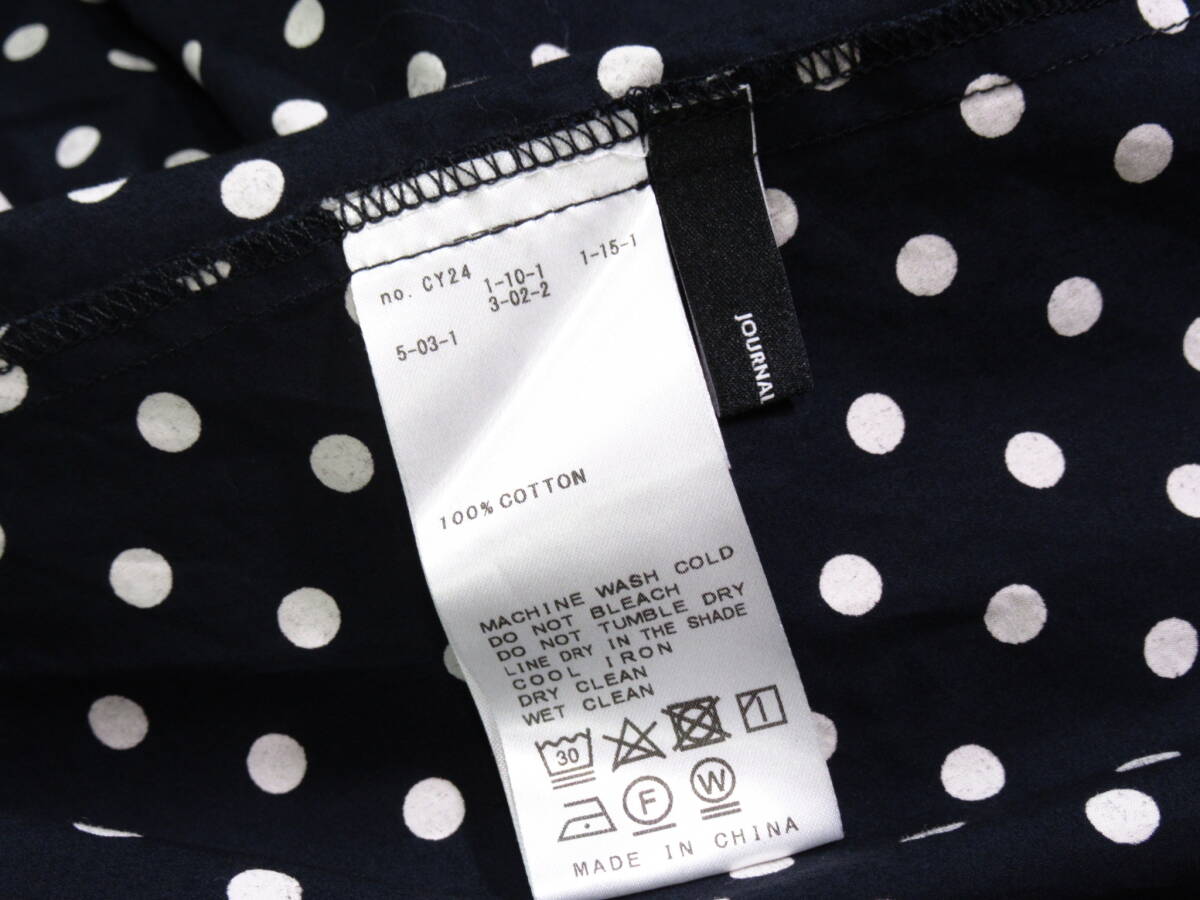 no. CY24
1-10-1
1-15-1
3-02-2
5-03-1
JOURNAL
100% COTTON
MACHINE WASH COLD
DO NOT BLEACH
DO NOT TUMBLE DRY
LINE DRY IN THE SHADE
COOL IRON
DRY CLEAN
WET CLEAN
30
F
W
MADE IN CHINA